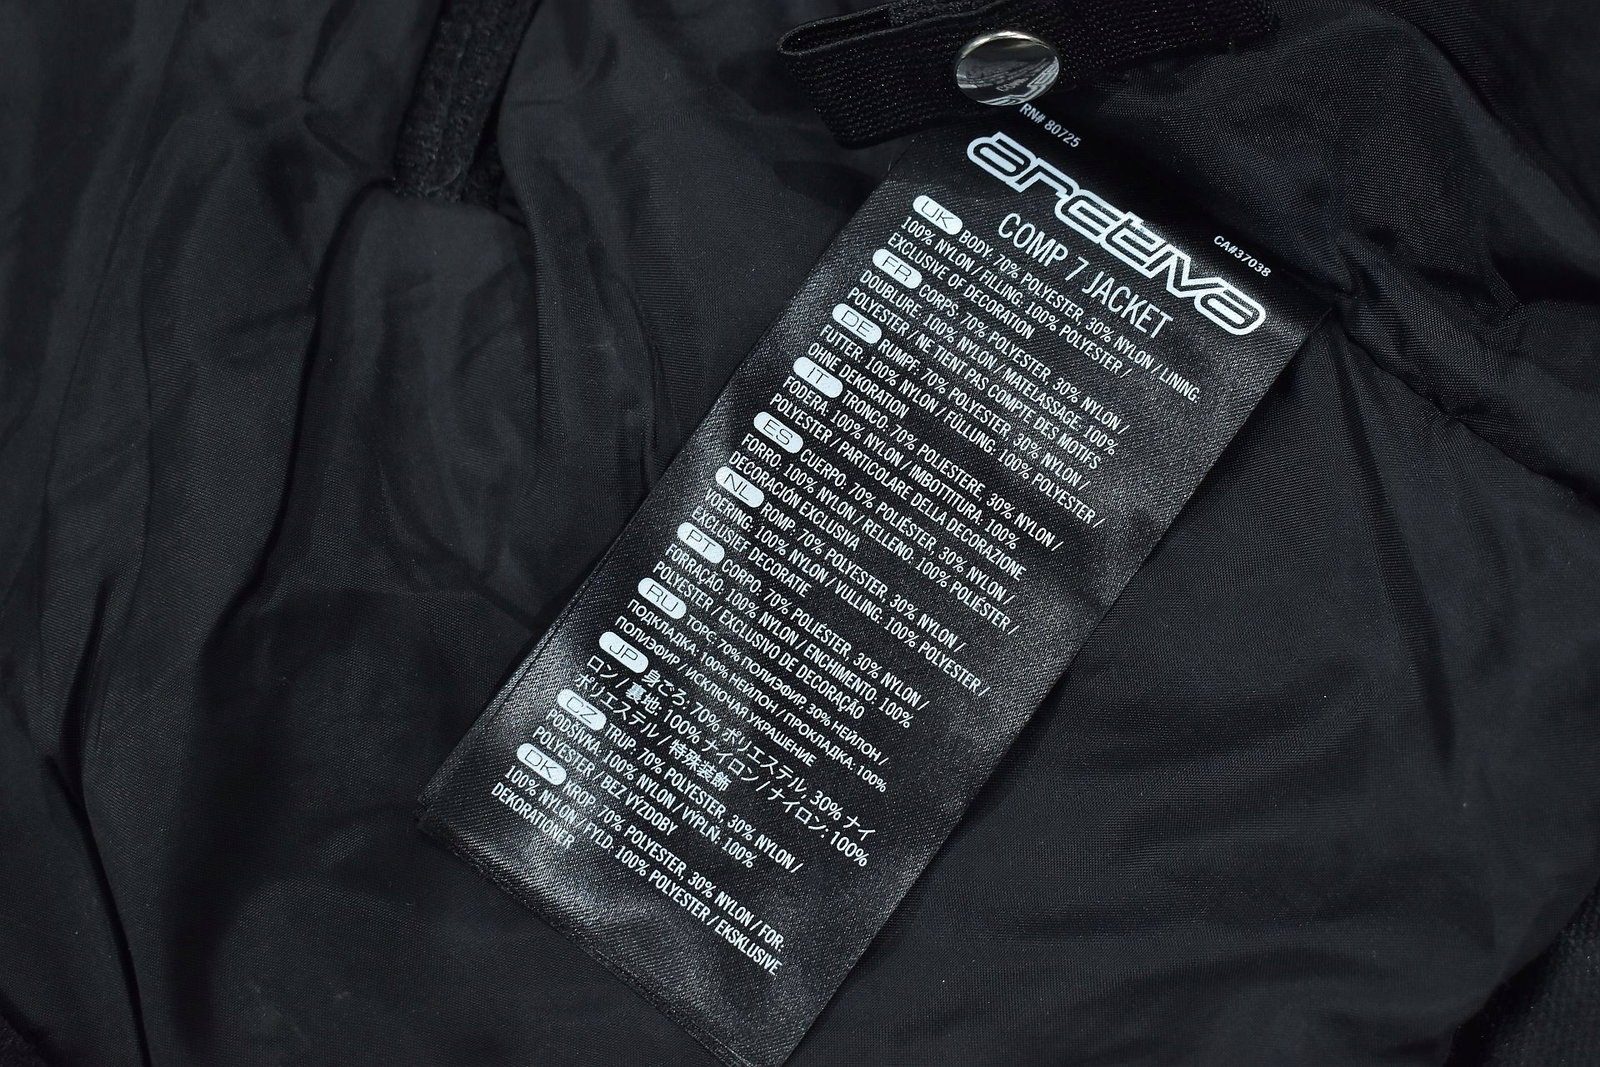 RN# 80725
arctiva
CA#37038
COMP 7 JACKET
UK BODY: 70% POLYESTER, 30% NYLON / LINING:
100% NYLON / FILLING: 100% POLYESTER /
EXCLUSIVE OF DECORATION
FR CORPS: 70% POLYESTER, 30% NYLON /
DOUBLURE: 100% NYLON / MATELASSAGE: 100%
POLYESTER / NE TIENT PAS COMPTE DES MOTIFS
DE RUMPF: 70% POLYESTER, 30% NYLON /
FUTTER: 100% NYLON / FÜLLUNG: 100% POLYESTER /
OHNE DEKORATION
IT TRONCO: 70% POLIESTERE, 30% NYLON /
FODERA: 100% NYLON / IMBOTTITURA: 100%
POLYESTER / PARTICOLARE DELLA DECORAZIONE
ES CUERPO: 70% POLIÉSTER, 30% NYLON /
FORRO: 100% NYLON / RELLENO: 100% POLIÉSTER /
DECORACIÓN EXCLUSIVA
NL ROMP: 70% POLYESTER, 30% NYLON /
VOERING: 100% NYLON / VULLING: 100% POLYESTER /
EXCLUSIEF DECORATIE
PT CORPO: 70% POLIÉSTER, 30% NYLON /
FORRAÇÃO: 100% NYLON / ENCHIMENTO: 100%
POLYESTER / EXCLUSIVO DE DECORAÇÃO
RU ТОРС: 70% ПОЛИЭФИР, 30% НЕЙЛОН /
ПОДКЛАДКА: 100% НЕЙЛОН / ПРОКЛАДКА: 100%
ПОЛИЭФИР / ИСКЛЮЧАЯ УКРАШЕНИЕ
JP 身ごろ: 70% ポリエステル, 30% ナイ
ロン / 裏地: 100% ナイロン / ナイロン: 100%
ポリエステル / 特殊装飾
CZ TRUP: 70% POLYESTER, 30% NYLON /
PODŠÍVKA: 100% NYLON / VÝPLN: 100%
POLYESTER / BEZ VÝZDOBY
DK KROP: 70% POLYESTER, 30% NYLON / FOR:
100% NYLON / FYLD: 100% POLYESTER / EKSKLUSIVE
DEKORATIONER